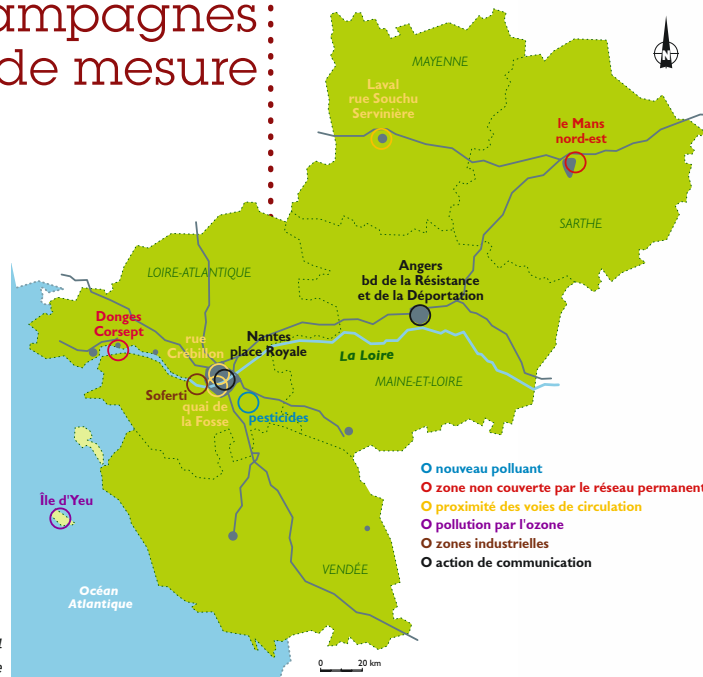 ampagnes
de mesure
N
MAYENNE
Laval
rue Souchu
Servinière
le Mans
nord-est
SARTHE
LOIRE-ATLANTIQUE
Angers
bd de la Résistance
et de la Déportation
Donges
Corsept
rue
Crébillon
Nantes
place Royale
La Loire
MAINE-ET-LOIRE
Soferti
quai de
la Fosse
pesticides
Île d'Yeu
O nouveau polluant
O zone non couverte par le réseau permanent
O proximité des voies de circulation
O pollution par l'ozone
O zones industrielles
O action de communication
VENDÉE
Océan
Atlantique
0 20 km
e